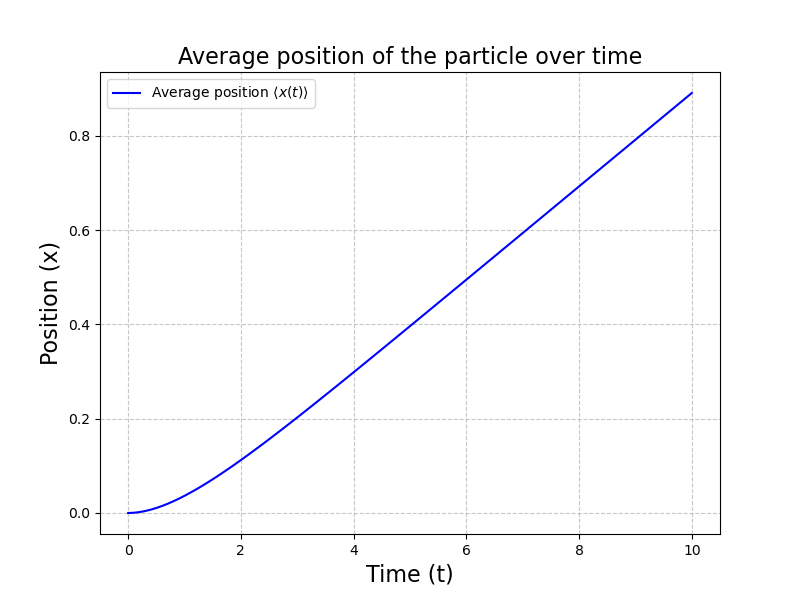 Average position of the particle over time
Average position ⟨x(t)⟩
0.8
0.6
0.4
0.2
0.0
Position (x)
0 2 4 6 8 10
Time (t)